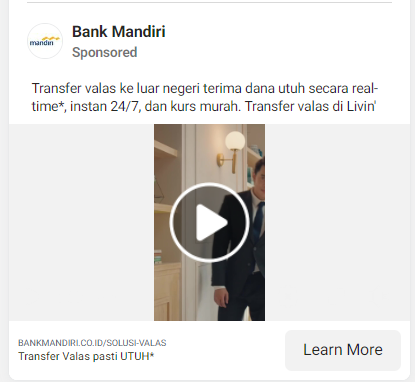 Bank Mandiri
mandiri
Sponsored
Transfer valas ke luar negeri terima dana utuh secara real-
time*, instan 24/7, dan kurs murah. Transfer valas di Livin'
BANKMANDIRI.CO.ID/SOLUSI-VALAS
Transfer Valas pasti UTUH*
Learn More